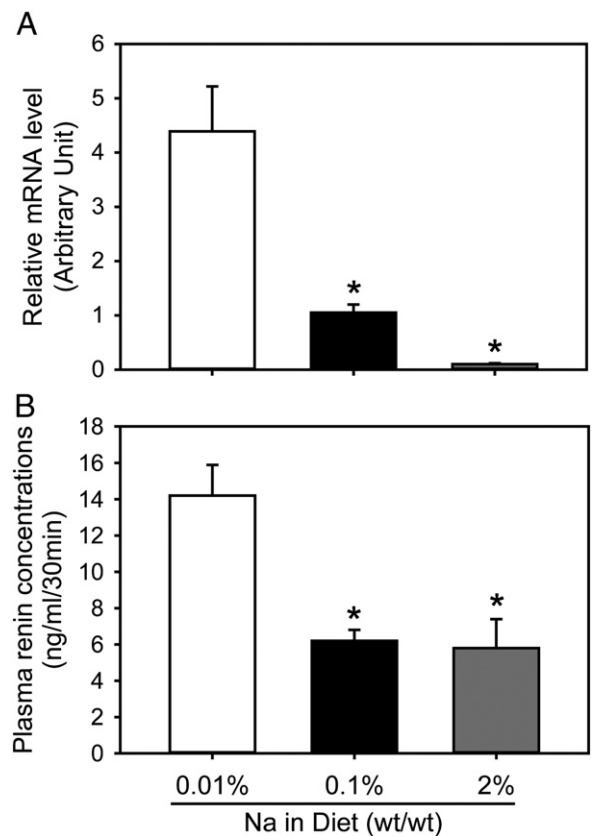 A
Relative mRNA level
(Arbitrary Unit)
6
5
4
3
2
1
0
*
*
B
Plasma renin concentrations
(ng/ml/30min)
18
16
14
12
10
8
6
4
2
0
*
*
0.01% 0.1% 2%
Na in Diet (wt/wt)